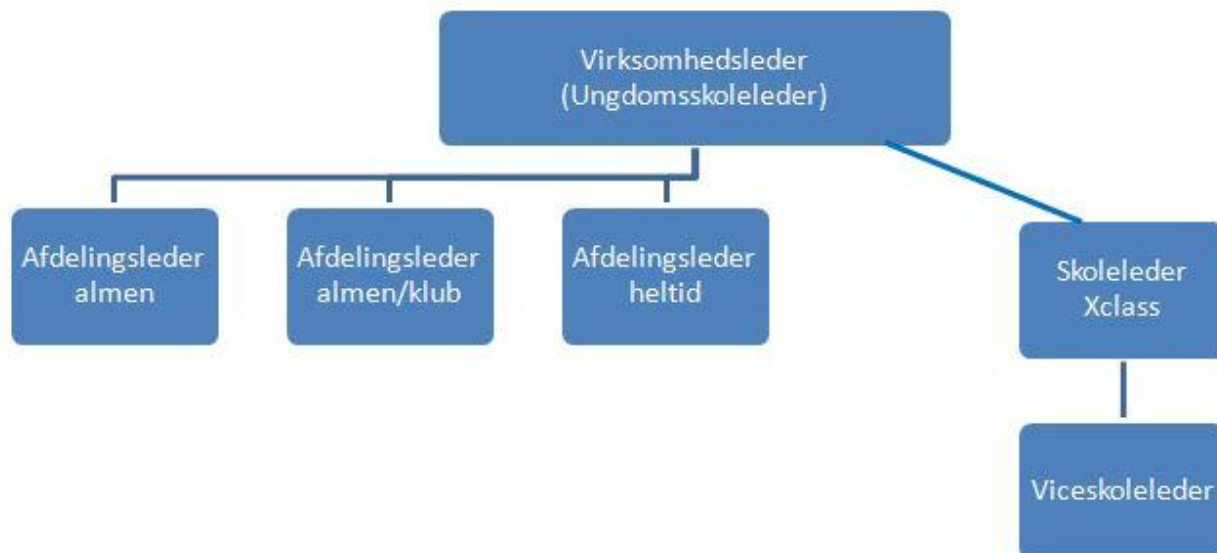 Virksomhedsleder
(Ungdomsskoleleder)
Afdelingsleder
almen
Afdelingsleder
almen/klub
Afdelingsleder
heltid
Skoleleder
Xclass
Viceskoleleder